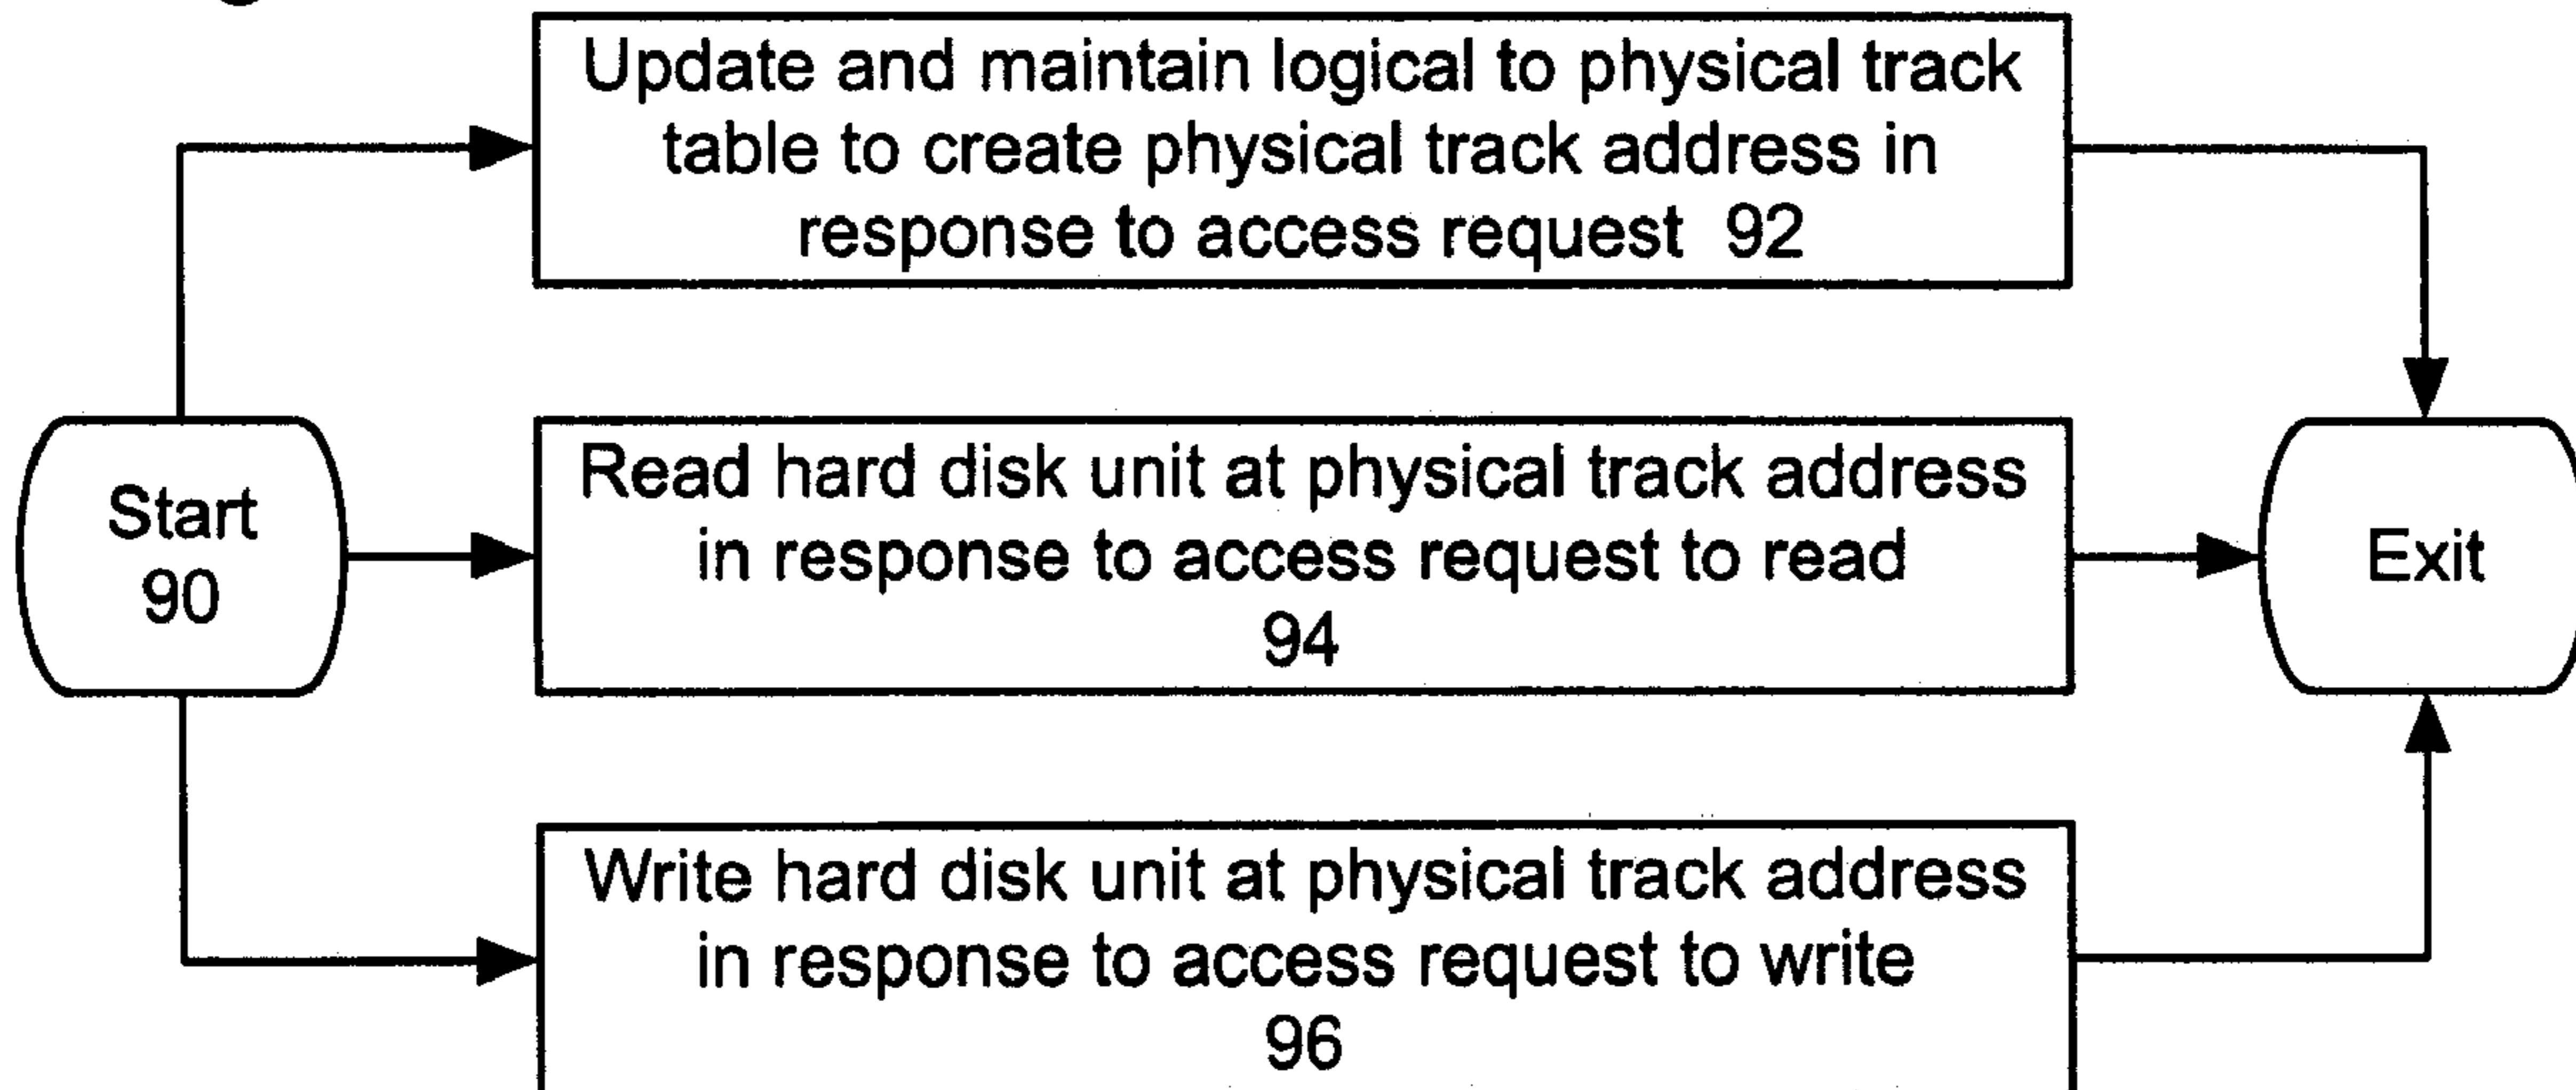 Update and maintain logical to physical track
table to create physical track address in
response to access request 92
Start
90
Read hard disk unit at physical track address
in response to access request to read
94
Exit
Write hard disk unit at physical track address
in response to access request to write
96